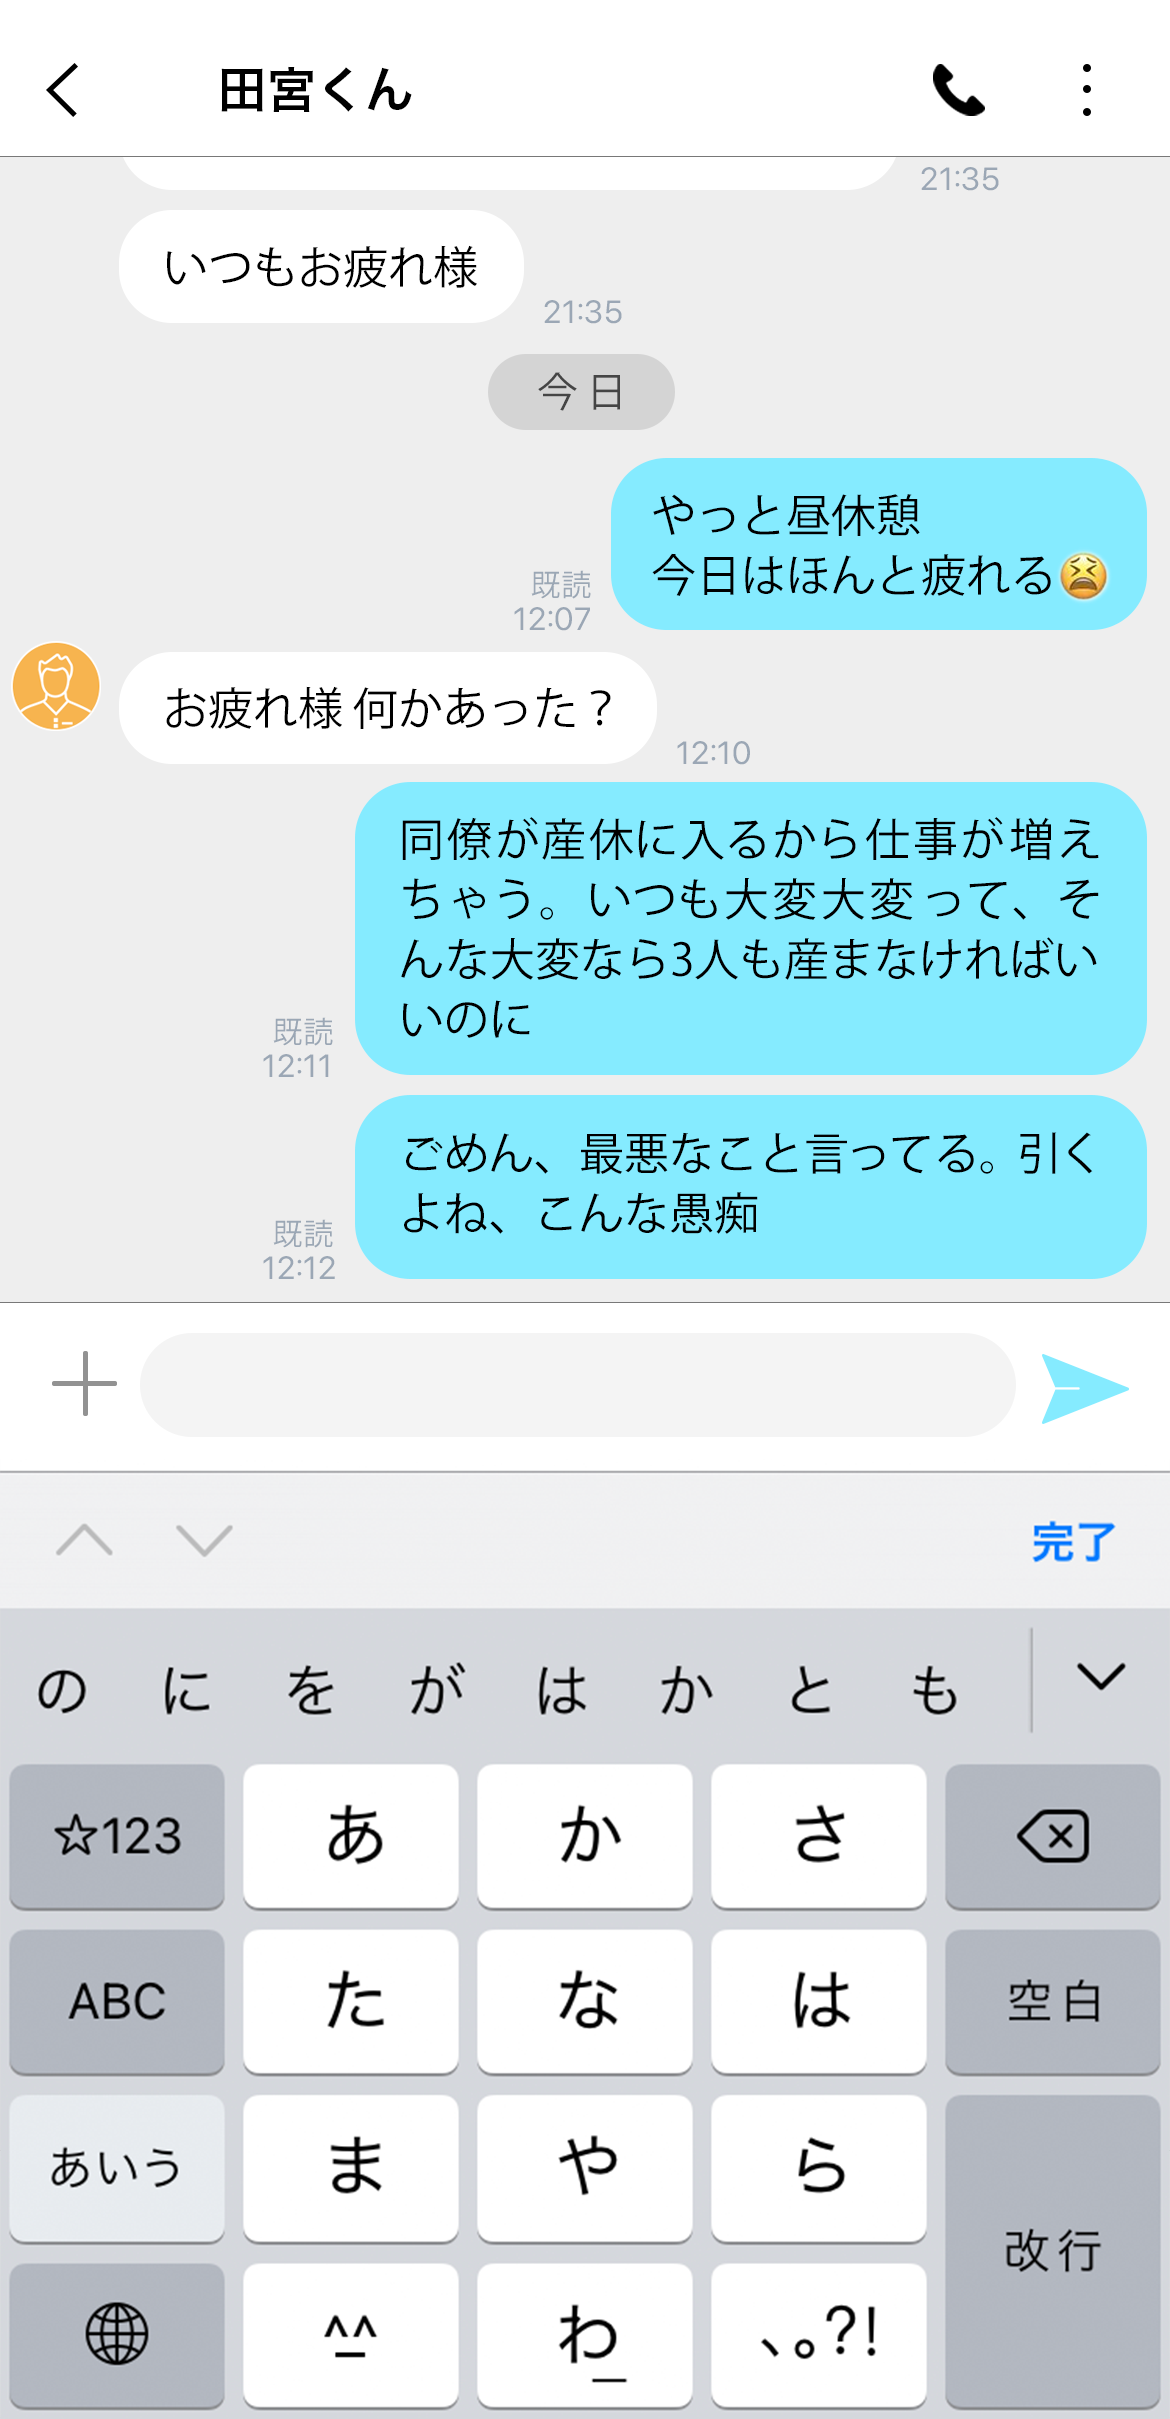 田宮くん
21:35
いつもお疲れ様
21:35
今日
やっと昼休憩
今日はほんと疲れる😫
既読
12:07
お疲れ様 何かあった？
12:10
同僚が産休に入るから仕事が増え
ちゃう。いつも大変大変って、そ
んな大変なら3人も産まなければい
いのに
既読
12:11
ごめん、最悪なこと言ってる。引く
よね、こんな愚痴
既読
12:12
完了
の に を が は か と も
☆123 あ か さ
ABC た な は 空白
あいう ま や ら
改行
^^ わ 、。?!